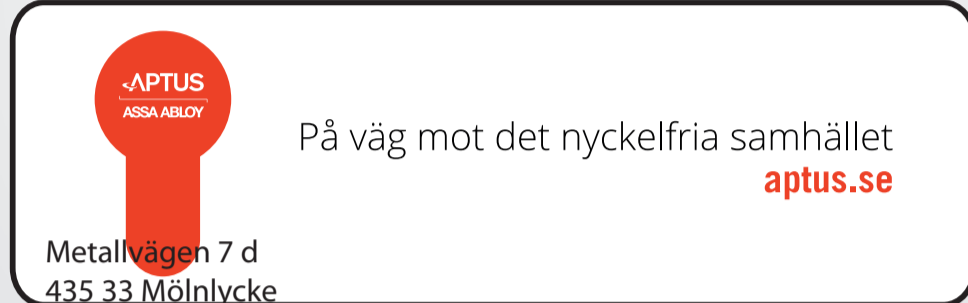 APTUS
ASSA ABLOY
På väg mot det nyckelfria samhället
aptus.se
Metallvägen 7 d
435 33 Mölnlycke